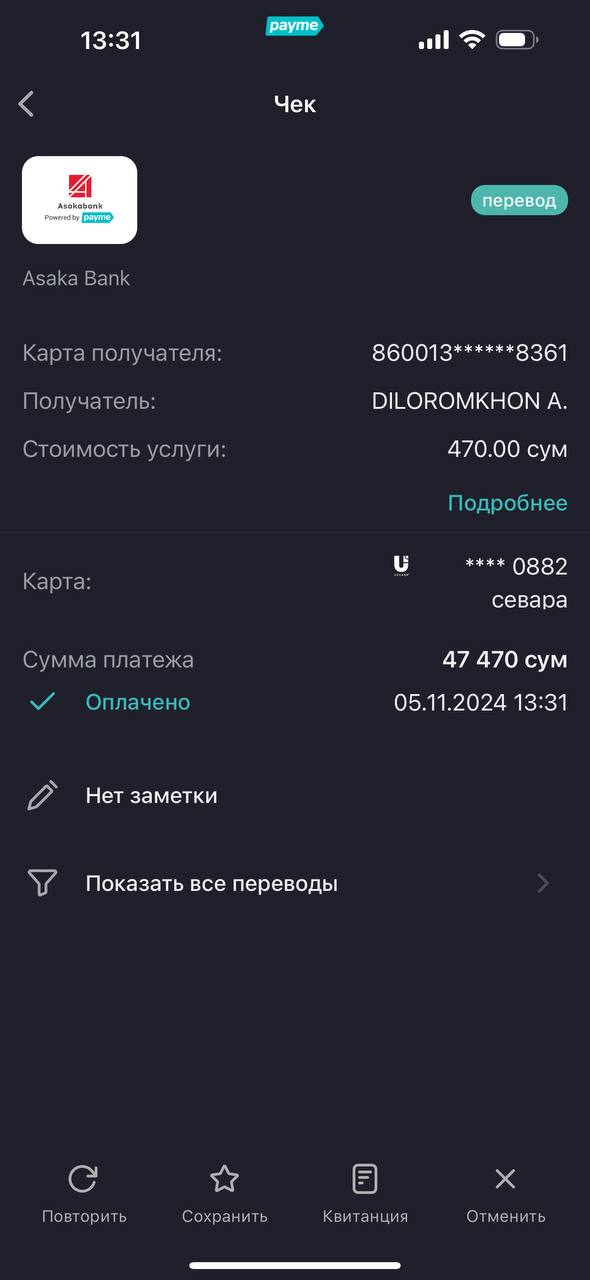 13:31
payme
Чек
Asakabank
Powered by payme
перевод
Asaka Bank
Карта получателя: 860013******8361
Получатель: DILOROMKHON A.
Стоимость услуги: 470.00 сум
Подробнее
Карта: **** 0882
севара
Сумма платежа 47 470 сум
Оплачено 05.11.2024 13:31
Нет заметки
Показать все переводы
Повторить Сохранить Квитанция Отменить